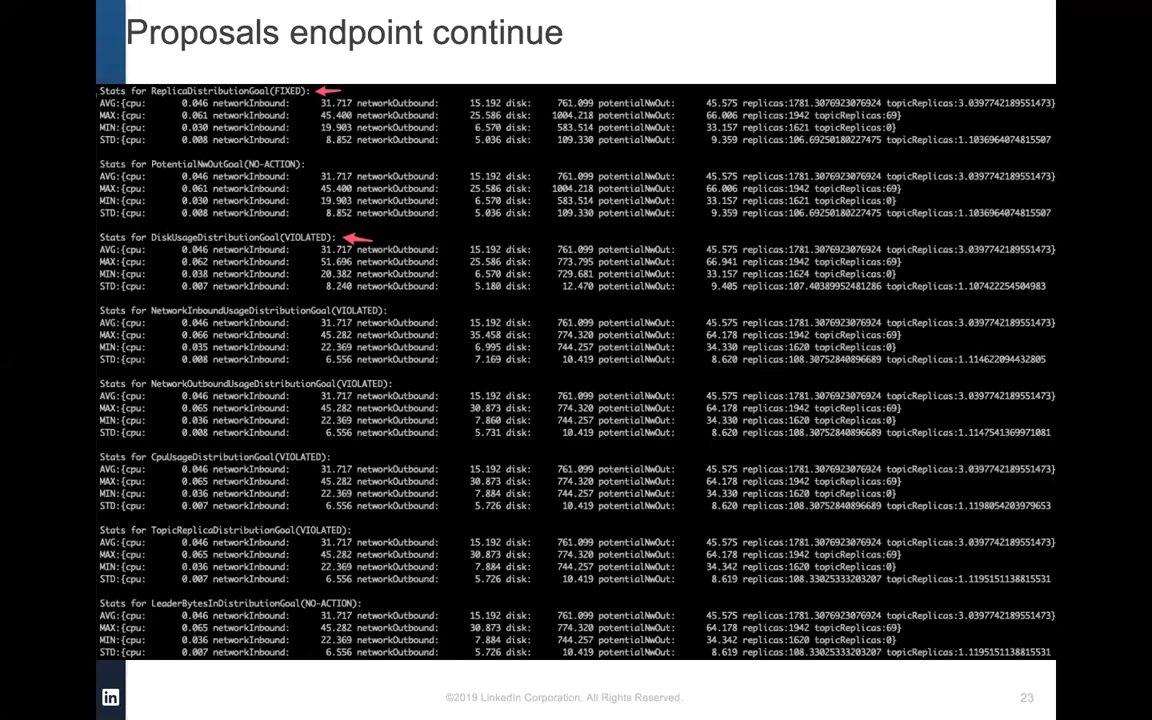 Proposals endpoint continue
Stats for ReplicaDistributionGoal(FIXED):
AVG:{cpu: 0.046 networkInbound: 31.717 networkOutbound: 15.192 disk: 761.099 potentialNwOut: 45.575 replicas:1781.3076923076924 topicReplicas:3.0397742189551473}
MAX:{cpu: 0.061 networkInbound: 45.400 networkOutbound: 25.586 disk: 1004.218 potentialNwOut: 66.006 replicas:1942 topicReplicas:69}
MIN:{cpu: 0.030 networkInbound: 19.903 networkOutbound: 6.570 disk: 583.514 potentialNwOut: 33.157 replicas:1621 topicReplicas:0}
STD:{cpu: 0.008 networkInbound: 8.852 networkOutbound: 5.036 disk: 109.330 potentialNwOut: 9.359 replicas:106.69250180227475 topicReplicas:1.1036964074815507
Stats for PotentialNwOutGoal(NO-ACTION):
AVG:{cpu: 0.046 networkInbound: 31.717 networkOutbound: 15.192 disk: 761.099 potentialNwOut: 45.575 replicas:1781.3076923076924 topicReplicas:3.0397742189551473}
MAX:{cpu: 0.061 networkInbound: 45.400 networkOutbound: 25.586 disk: 1004.218 potentialNwOut: 66.006 replicas:1942 topicReplicas:69}
MIN:{cpu: 0.030 networkInbound: 19.903 networkOutbound: 6.570 disk: 583.514 potentialNwOut: 33.157 replicas:1621 topicReplicas:0}
STD:{cpu: 0.008 networkInbound: 8.852 networkOutbound: 5.036 disk: 109.330 potentialNwOut: 9.359 replicas:106.69250180227475 topicReplicas:1.1036964074815507
Stats for DiskUsageDistributionGoal(VIOLATED):
AVG:{cpu: 0.046 networkInbound: 31.717 networkOutbound: 15.192 disk: 761.099 potentialNwOut: 45.575 replicas:1781.3076923076924 topicReplicas:3.0397742189551473}
MAX:{cpu: 0.062 networkInbound: 51.696 networkOutbound: 25.586 disk: 773.795 potentialNwOut: 66.941 replicas:1942 topicReplicas:69}
MIN:{cpu: 0.038 networkInbound: 20.382 networkOutbound: 6.570 disk: 729.681 potentialNwOut: 33.157 replicas:1624 topicReplicas:0}
STD:{cpu: 0.007 networkInbound: 8.240 networkOutbound: 5.180 disk: 12.470 potentialNwOut: 9.405 replicas:107.40389952481286 topicReplicas:1.107422254504983
Stats for NetworkInboundUsageDistributionGoal(VIOLATED):
AVG:{cpu: 0.046 networkInbound: 31.717 networkOutbound: 15.192 disk: 761.099 potentialNwOut: 45.575 replicas:1781.3076923076924 topicReplicas:3.0397742189551473}
MAX:{cpu: 0.066 networkInbound: 45.282 networkOutbound: 35.458 disk: 774.320 potentialNwOut: 64.178 replicas:1942 topicReplicas:69}
MIN:{cpu: 0.035 networkInbound: 22.369 networkOutbound: 6.995 disk: 744.257 potentialNwOut: 34.330 replicas:1620 topicReplicas:0}
STD:{cpu: 0.008 networkInbound: 6.556 networkOutbound: 7.169 disk: 10.419 potentialNwOut: 8.620 replicas:108.30752840896689 topicReplicas:1.114622094432805
Stats for NetworkOutboundUsageDistributionGoal(VIOLATED):
AVG:{cpu: 0.046 networkInbound: 31.717 networkOutbound: 15.192 disk: 761.099 potentialNwOut: 45.575 replicas:1781.3076923076924 topicReplicas:3.0397742189551473}
MAX:{cpu: 0.065 networkInbound: 45.282 networkOutbound: 30.873 disk: 774.320 potentialNwOut: 64.178 replicas:1942 topicReplicas:69}
MIN:{cpu: 0.036 networkInbound: 22.369 networkOutbound: 7.860 disk: 744.257 potentialNwOut: 34.330 replicas:1620 topicReplicas:0}
STD:{cpu: 0.008 networkInbound: 6.556 networkOutbound: 5.731 disk: 10.419 potentialNwOut: 8.620 replicas:108.30752840896689 topicReplicas:1.1147541369971081
Stats for CpuUsageDistributionGoal(VIOLATED):
AVG:{cpu: 0.046 networkInbound: 31.717 networkOutbound: 15.192 disk: 761.099 potentialNwOut: 45.575 replicas:1781.3076923076924 topicReplicas:3.0397742189551473}
MAX:{cpu: 0.065 networkInbound: 45.282 networkOutbound: 30.873 disk: 774.320 potentialNwOut: 64.178 replicas:1942 topicReplicas:69}
MIN:{cpu: 0.036 networkInbound: 22.369 networkOutbound: 7.884 disk: 744.257 potentialNwOut: 34.330 replicas:1620 topicReplicas:0}
STD:{cpu: 0.007 networkInbound: 6.556 networkOutbound: 5.726 disk: 10.419 potentialNwOut: 8.620 replicas:108.30752840896689 topicReplicas:1.1198054203979653
Stats for TopicReplicaDistributionGoal(VIOLATED):
AVG:{cpu: 0.046 networkInbound: 31.717 networkOutbound: 15.192 disk: 761.099 potentialNwOut: 45.575 replicas:1781.3076923076924 topicReplicas:3.0397742189551473}
MAX:{cpu: 0.065 networkInbound: 45.282 networkOutbound: 30.873 disk: 774.320 potentialNwOut: 64.178 replicas:1942 topicReplicas:69}
MIN:{cpu: 0.036 networkInbound: 22.369 networkOutbound: 7.884 disk: 744.257 potentialNwOut: 34.342 replicas:1620 topicReplicas:0}
STD:{cpu: 0.007 networkInbound: 6.556 networkOutbound: 5.726 disk: 10.419 potentialNwOut: 8.619 replicas:108.33025333203207 topicReplicas:1.1195151138815531
Stats for LeaderBytesInDistributionGoal(NO-ACTION):
AVG:{cpu: 0.046 networkInbound: 31.717 networkOutbound: 15.192 disk: 761.099 potentialNwOut: 45.575 replicas:1781.3076923076924 topicReplicas:3.0397742189551473}
MAX:{cpu: 0.065 networkInbound: 45.282 networkOutbound: 30.873 disk: 774.320 potentialNwOut: 64.178 replicas:1942 topicReplicas:69}
MIN:{cpu: 0.036 networkInbound: 22.369 networkOutbound: 7.884 disk: 744.257 potentialNwOut: 34.342 replicas:1620 topicReplicas:0}
STD:{cpu: 0.007 networkInbound: 6.556 networkOutbound: 5.726 disk: 10.419 potentialNwOut: 8.619 replicas:108.33025333203207 topicReplicas:1.1195151138815531
in
©2019 LinkedIn Corporation. All Rights Reserved.
23